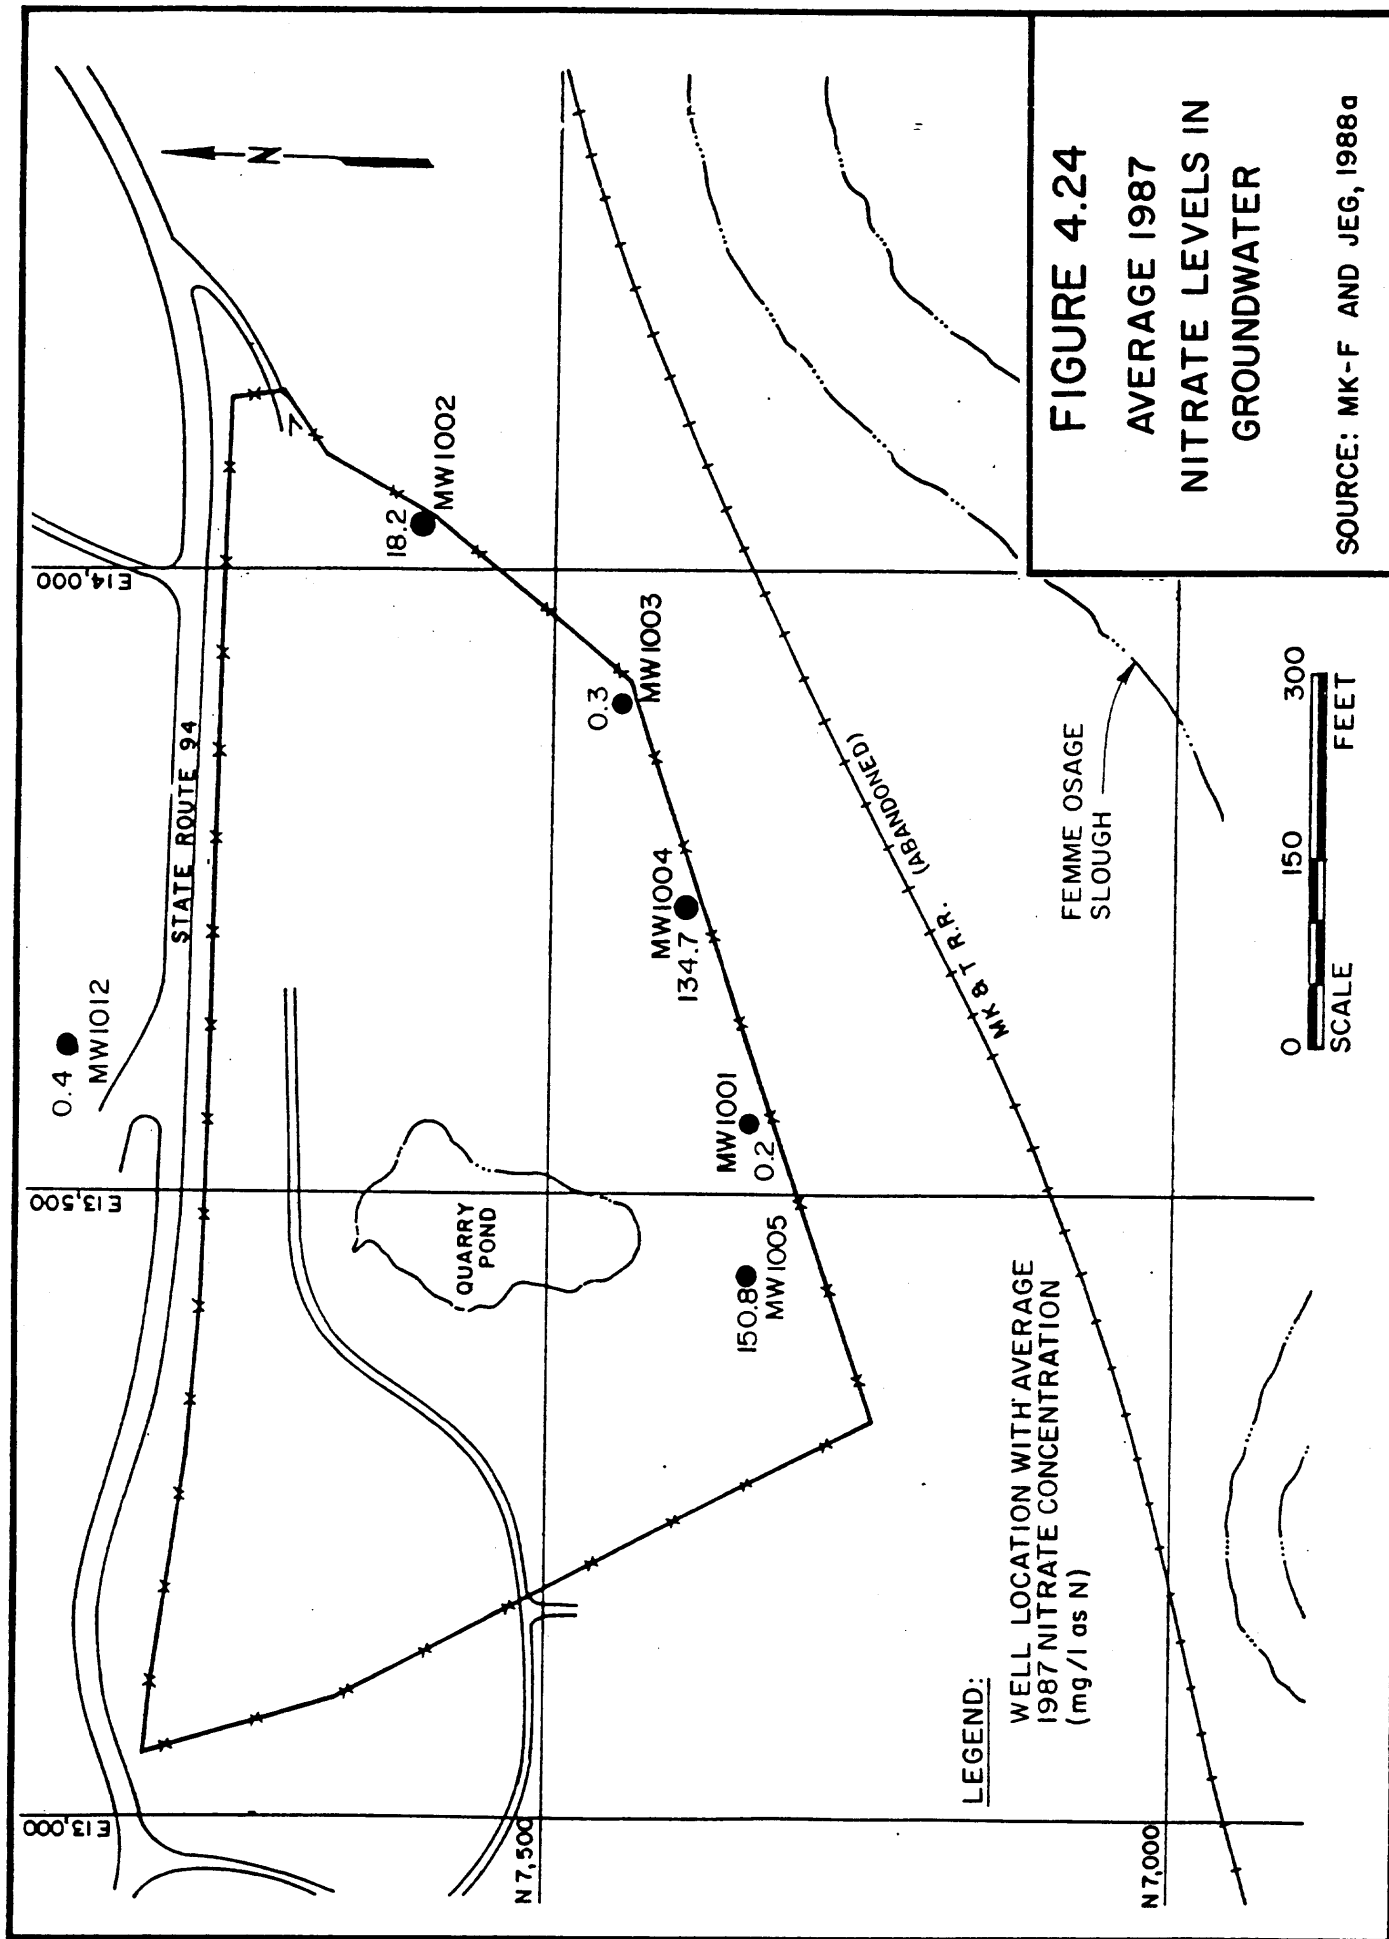 E13,000
E13,500
E14,000
N 7,500
N 7,000
N
STATE ROUTE 94
0.4
MW1012
18.2
MW1002
0.3
MW1003
MW1004
134.7
MW1001
0.2
150.8
MW1005
QUARRY
POND
MK & T R.R. (ABANDONED)
FEMME OSAGE
SLOUGH
LEGEND:
WELL LOCATION WITH AVERAGE
1987 NITRATE CONCENTRATION
(mg/l as N)
0 150 300
SCALE FEET
FIGURE 4.24
AVERAGE 1987
NITRATE LEVELS IN
GROUNDWATER
SOURCE: MK-F AND JEG, 1988a